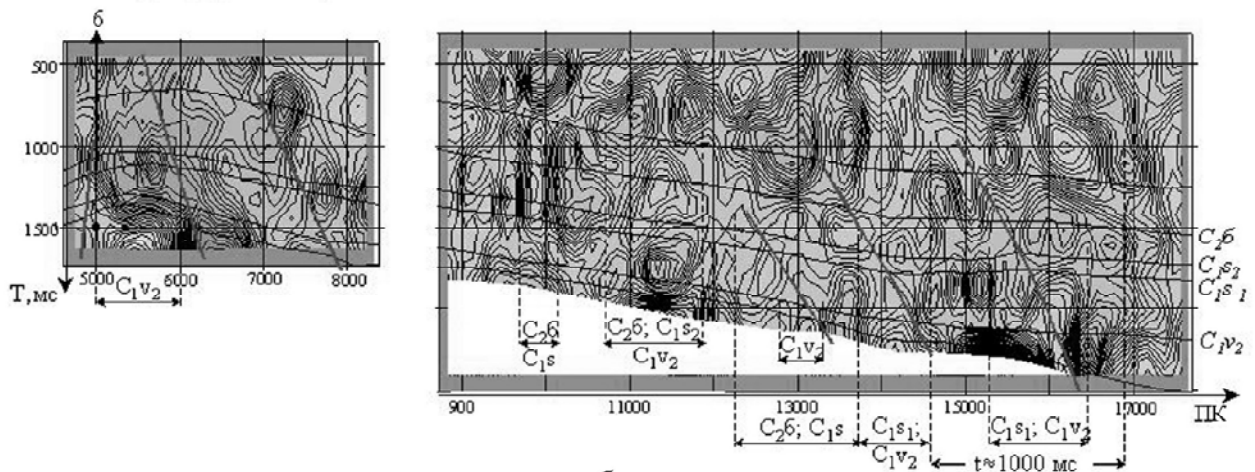 б
500
1000
1500
Т, мс
5000 6000 7000 8000
C₁v₂
C₂б
C₁s₂
C₁s₁
C₁v₂
C₂б
C₁s
C₂б; C₁s₂
C₁v₂
C₁v₂
900 11000 13000 15000 17000
ПК
C₂б; C₁s
C₁s₁;
C₁v₂
C₁s₁; C₁v₂
t≈1000 мс